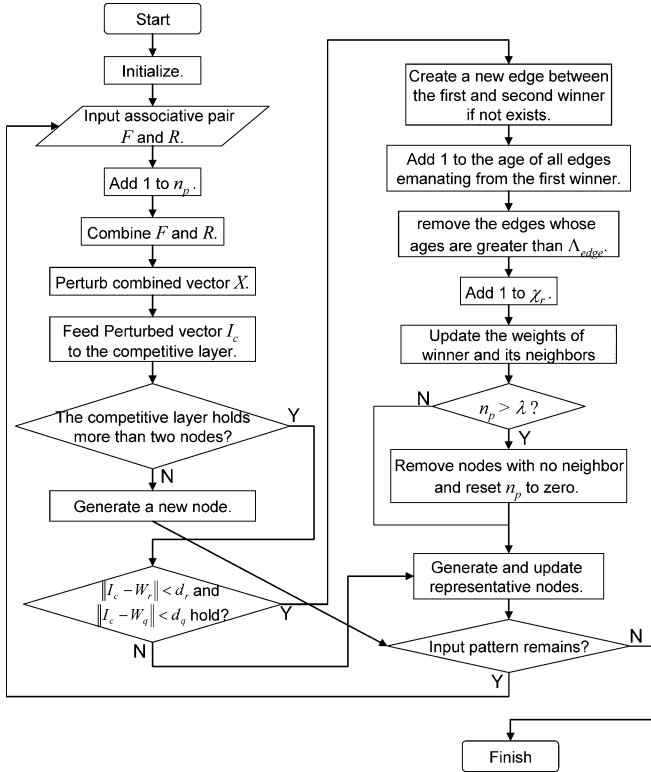 Start
Initialize.
Input associative pair
F and R.
Add 1 to n_p.
Combine F and R.
Perturb combined vector X.
Feed Perturbed vector I_c
to the competitive layer.
The competitive layer holds
more than two nodes?
Y
N
Generate a new node.
‖I_c − W_r‖ < d_r and
‖I_c − W_q‖ < d_q hold?
Y
N
Create a new edge between
the first and second winner
if not exists.
Add 1 to the age of all edges
emanating from the first winner.
remove the edges whose
ages are greater than Λ_edge.
Add 1 to χ_r.
Update the weights of
winner and its neighbors
N
n_p > λ ?
Y
Remove nodes with no neighbor
and reset n_p to zero.
Generate and update
representative nodes.
Input pattern remains?
N
Y
Finish